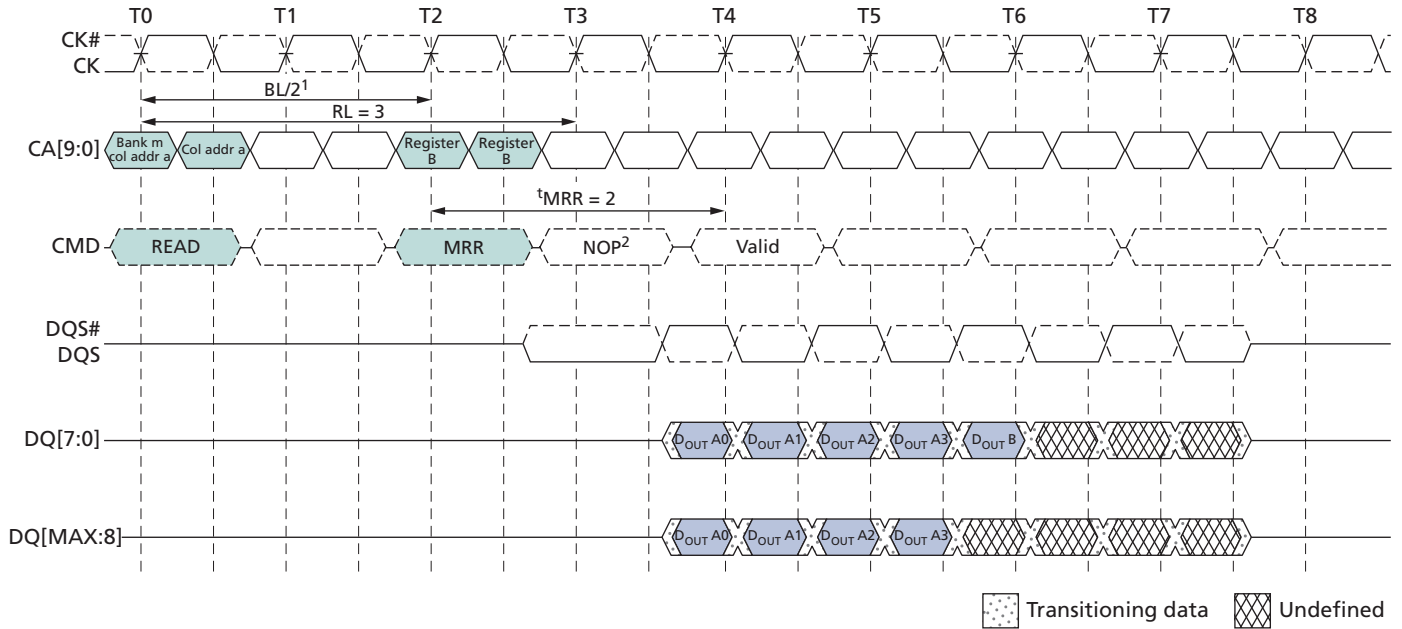 T0 T1 T2 T3 T4 T5 T6 T7 T8
CK#
CK
BL/2¹
RL = 3
CA[9:0] Bank m col addr a Col addr a Register B Register B
ᵗMRR = 2
CMD READ MRR NOP² Valid
DQS#
DQS
DQ[7:0] DOUT A0 DOUT A1 DOUT A2 DOUT A3 DOUT B
DQ[MAX:8] DOUT A0 DOUT A1 DOUT A2 DOUT A3
Transitioning data Undefined